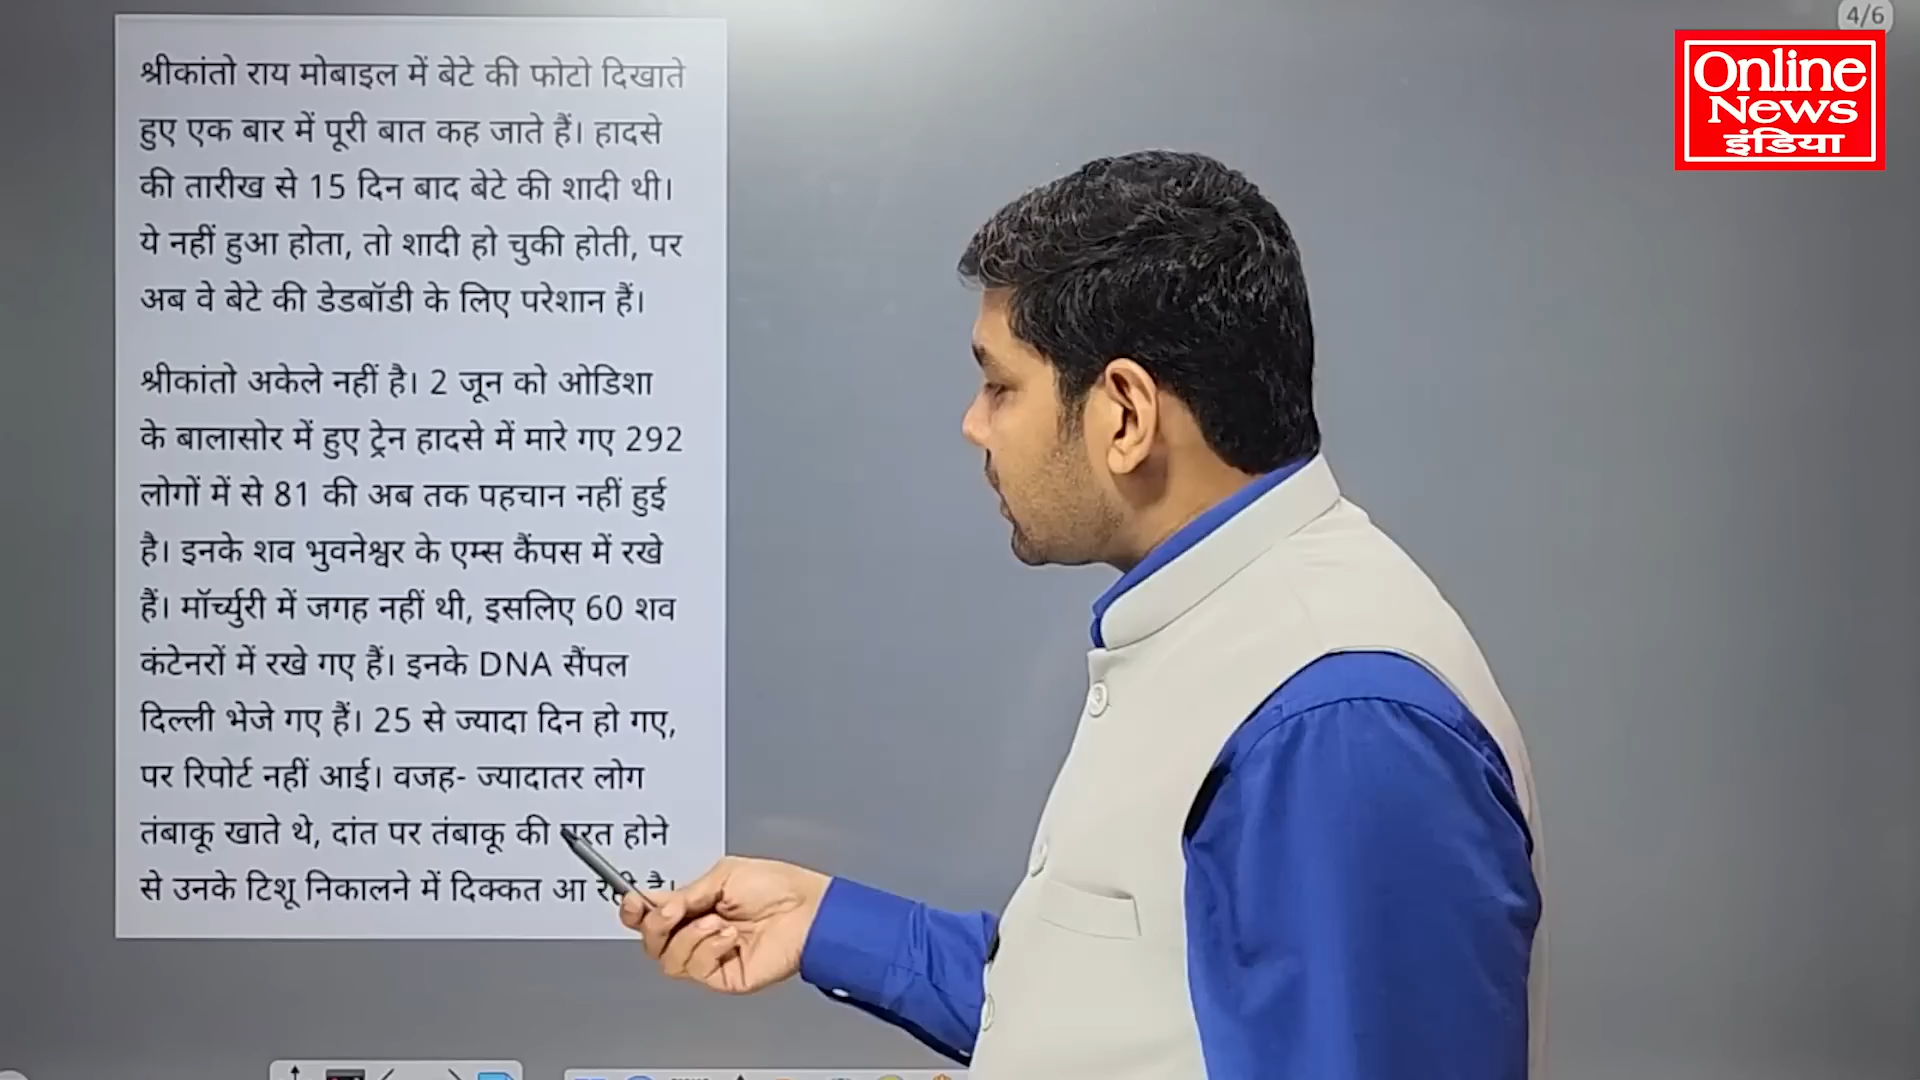 4/6
Online
News
इंडिया
श्रीकांतो राय मोबाइल में बेटे की फोटो दिखाते
हुए एक बार में पूरी बात कह जाते हैं। हादसे
की तारीख से 15 दिन बाद बेटे की शादी थी।
ये नहीं हुआ होता, तो शादी हो चुकी होती, पर
अब वे बेटे की डेडबॉडी के लिए परेशान हैं।
श्रीकांतो अकेले नहीं है। 2 जून को ओडिशा
के बालासोर में हुए ट्रेन हादसे में मारे गए 292
लोगों में से 81 की अब तक पहचान नहीं हुई
है। इनके शव भुवनेश्वर के एम्स कैंपस में रखे
हैं। मॉर्च्युरी में जगह नहीं थी, इसलिए 60 शव
कंटेनरों में रखे गए हैं। इनके DNA सैंपल
दिल्ली भेजे गए हैं। 25 से ज्यादा दिन हो गए,
पर रिपोर्ट नहीं आई। वजह- ज्यादातर लोग
तंबाकू खाते थे, दांत पर तंबाकू की परत होने
से उनके टिशू निकालने में दिक्कत आ रही है।